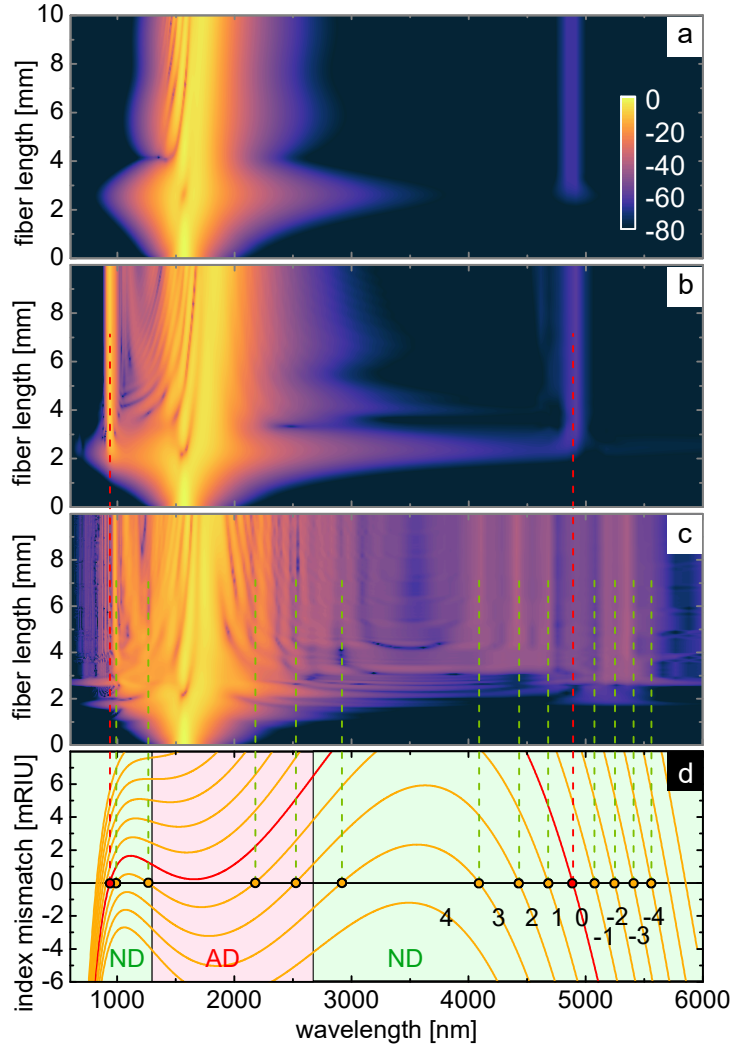 10
8
6
4
2
0
fiber length [mm]
a
0
-20
-40
-60
-80
8
6
4
2
0
fiber length [mm]
b
8
6
4
2
0
fiber length [mm]
c
6
4
2
0
-2
-4
-6
index mismatch [mRIU]
d
4 3 2 1 0 -1 -2 -3 -4
ND AD ND
1000 2000 3000 4000 5000 6000
wavelength [nm]